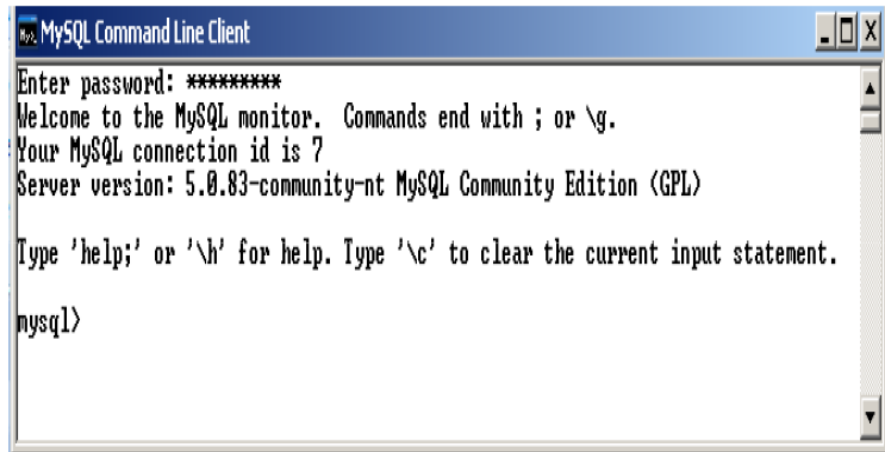 MySQL Command Line Client
Enter password: *********
Welcome to the MySQL monitor.  Commands end with ; or \g.
Your MySQL connection id is 7
Server version: 5.0.83-community-nt MySQL Community Edition (GPL)
Type 'help;' or '\h' for help. Type '\c' to clear the current input statement.
mysql>